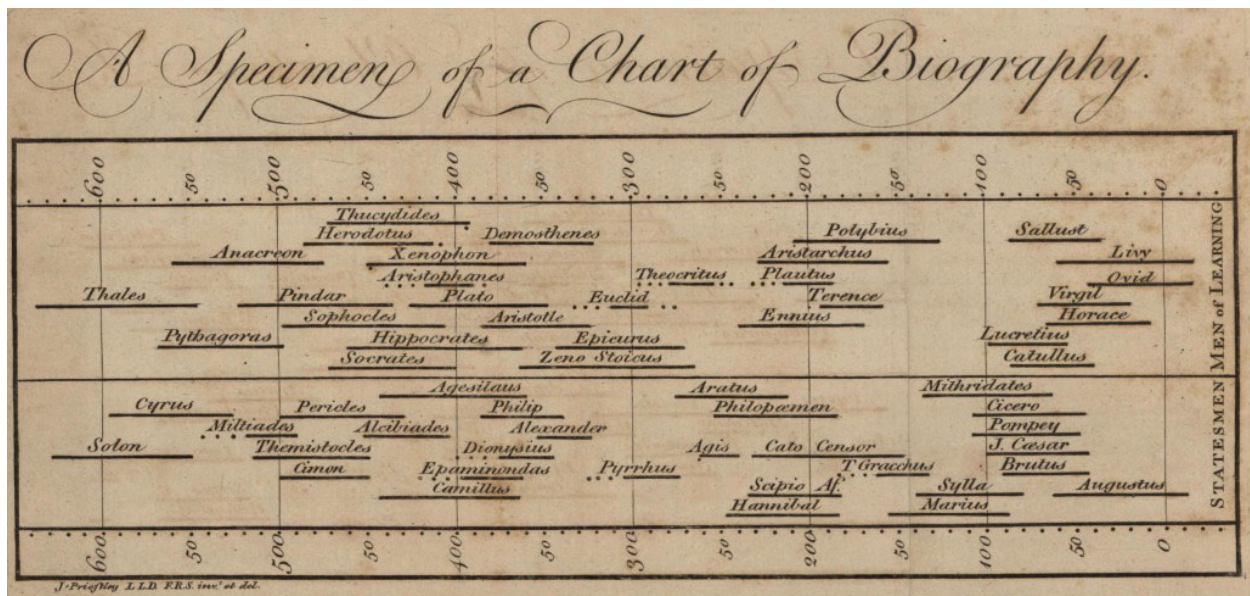 A Specimen of a Chart of Biography.
600 50 500 50 400 50 300 50 200 50 100 50 0
Thucydides
Herodotus Demosthenes Polybius Sallust
Anacreon Xenophon Aristarchus Livy
Aristophanes Theocritus Plautus Ovid
Thales Pindar Plato Euclid Terence Virgil
Sophocles Aristotle Ennius Horace
Pythagoras Hippocrates Epicurus Lucretius
Socrates Zeno Stoicus Catullus
MEN of LEARNING
Agesilaus Aratus Mithridates
Cyrus Pericles Philip Philopæmen Cicero
Miltiades Alcibiades Alexander Pompey
Solon Themistocles Dionysius Agis Cato Censor J. Cæsar
Cimon Epaminondas Pyrrhus T Gracchus Brutus
Camillus Scipio Af. Sylla Augustus
Hannibal Marius
STATESMEN
600 50 500 50 400 50 300 50 200 50 100 50 0
J. Priestley L.L.D. F.R.S. inv.t et del.